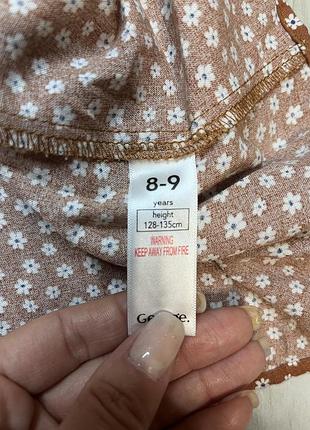 8-9
years
height
128-135cm
WARNING
KEEP AWAY FROM FIRE